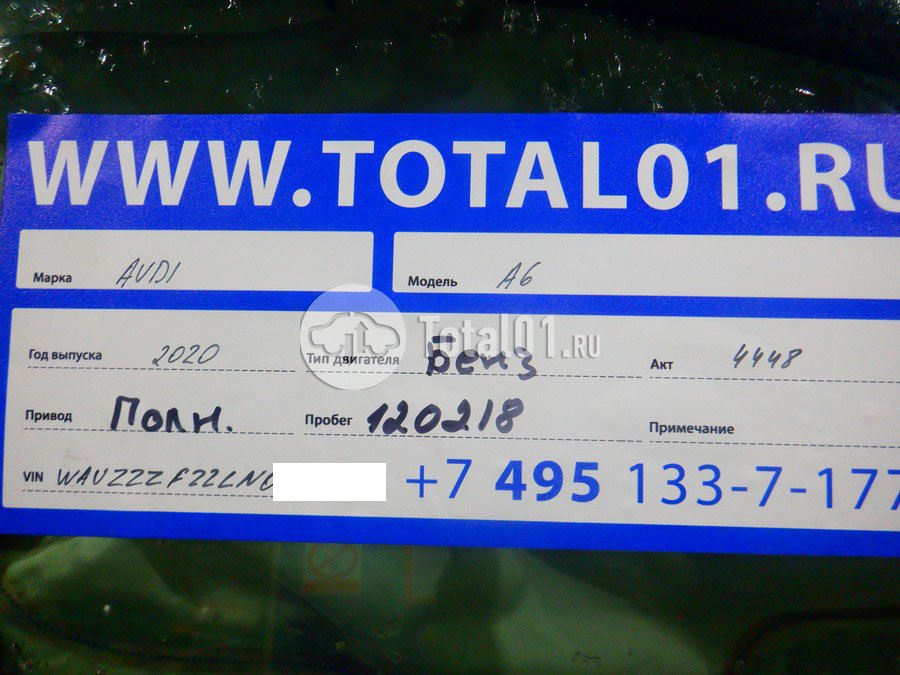 WWW.TOTAL01.RU
Марка AUDI Модель A6
Total01.RU
Год выпуска 2020 Тип двигателя Бенз Акт 4448
Привод Полн. Пробег 120218 Примечание
VIN WAUZZZF22LN +7 495 133-7-177